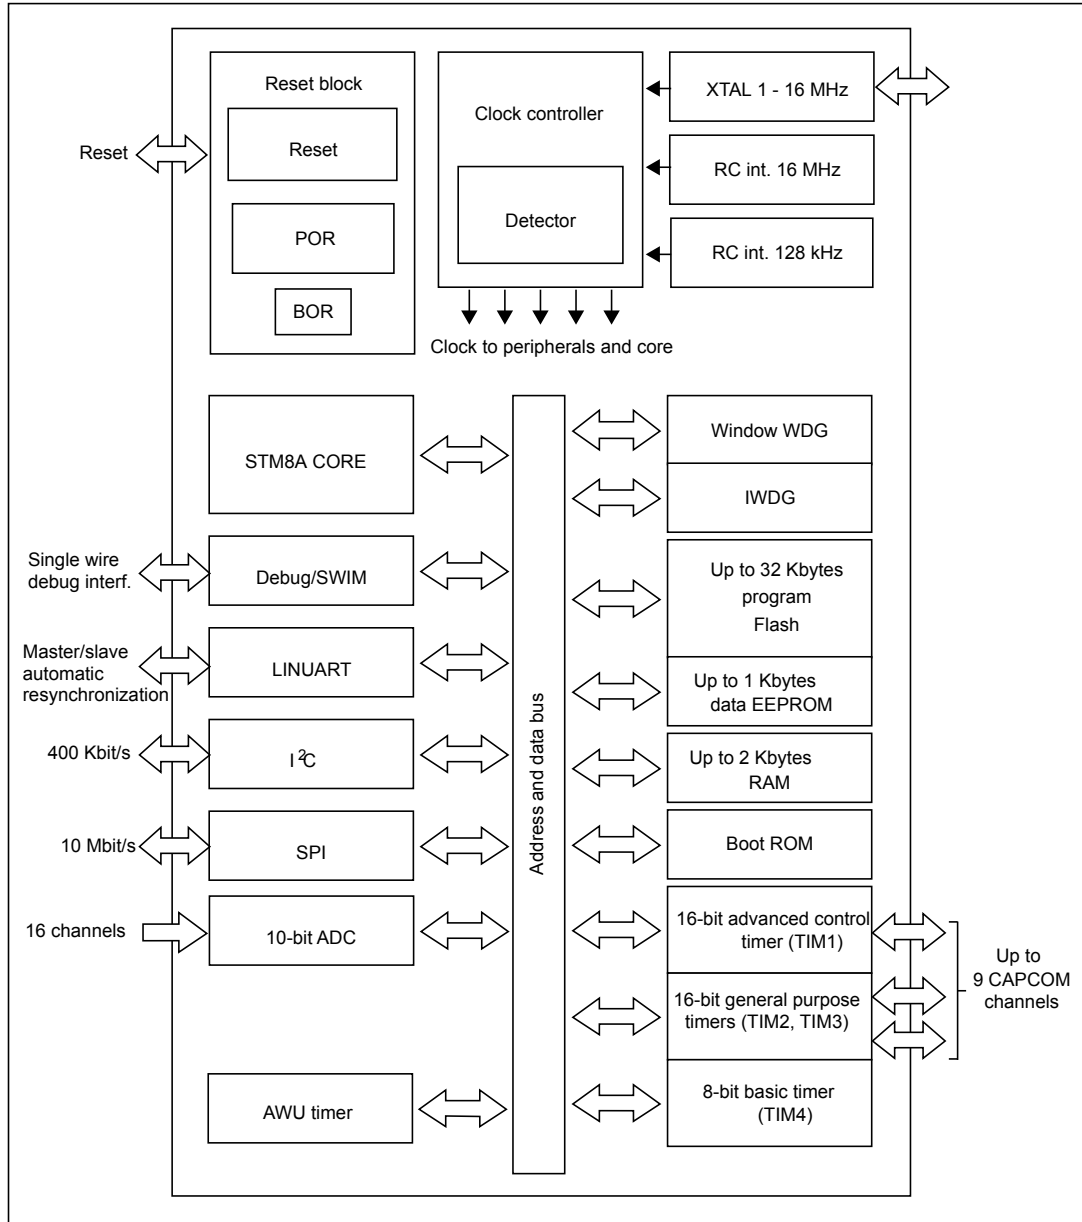 Reset block
Reset
POR
BOR
Reset
Clock controller
Detector
XTAL 1 - 16 MHz
RC int. 16 MHz
RC int. 128 kHz
Clock to peripherals and core
STM8A CORE
Single wire
debug interf.
Debug/SWIM
Master/slave
automatic
resynchronization
LINUART
400 Kbit/s
I²C
10 Mbit/s
SPI
16 channels
10-bit ADC
AWU timer
Address and data bus
Window WDG
IWDG
Up to 32 Kbytes
program
Flash
Up to 1 Kbytes
data EEPROM
Up to 2 Kbytes
RAM
Boot ROM
16-bit advanced control
timer (TIM1)
16-bit general purpose
timers (TIM2, TIM3)
8-bit basic timer
(TIM4)
Up to
9 CAPCOM
channels